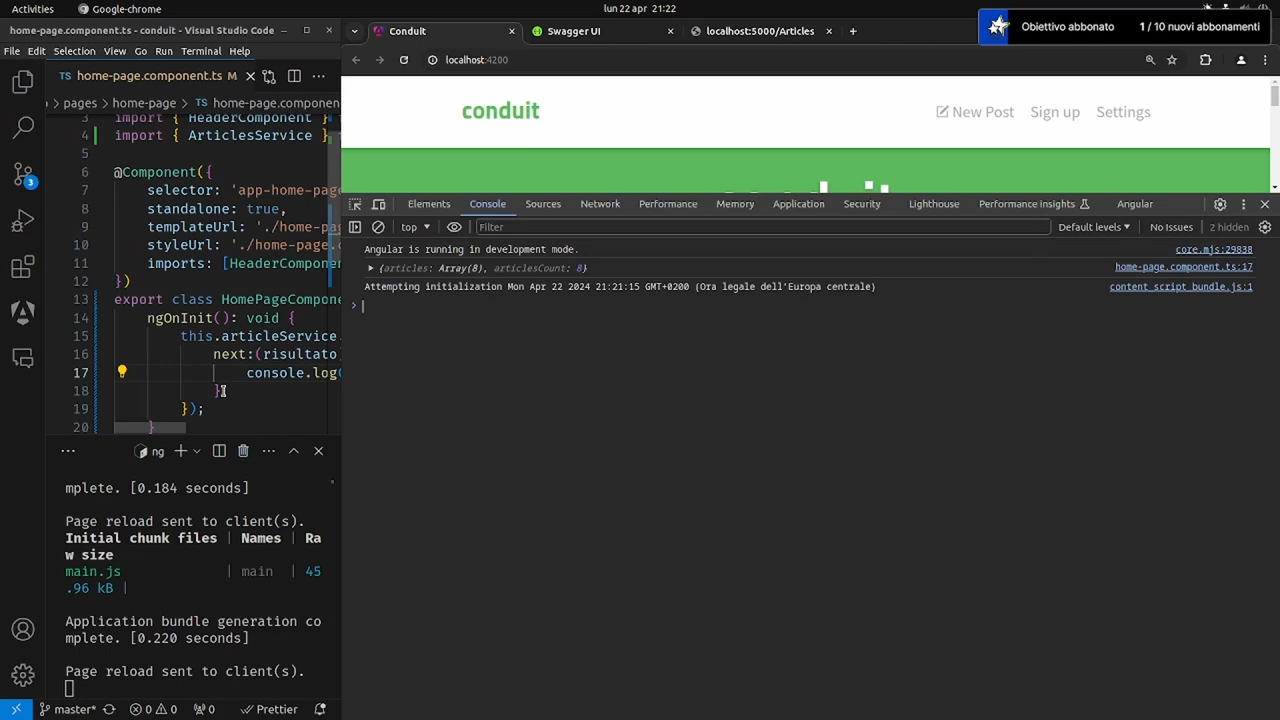 Activities
Google-chrome
lun 22 apr 21:22
Obiettivo abbonato
1 / 10 nuovi abbonamenti
home-page.component.ts - conduit - Visual Studio Code
File Edit Selection View Go Run Terminal Help
TS home-page.component.ts M
pages > home-page > TS home-page.component
3 import { HeaderComponent }
4 import { ArticlesService }
5
6 @Component({
7 selector: 'app-home-pag
8 standalone: true,
9 templateUrl: './home-pa
10 styleUrl: './home-page.c
11 imports: [HeaderComponen
12 })
13 export class HomePageCompone
14 ngOnInit(): void {
15 this.articleService.
16 next:(risultato
17 console.log(
18 }
19 });
20 }
ng
mplete. [0.184 seconds]
Page reload sent to client(s).
Initial chunk files | Names | Ra
w size
main.js | main | 45
.96 kB |
Application bundle generation co
mplete. [0.220 seconds]
Page reload sent to client(s).
3
master* 0 0 0 Prettier
Conduit
Swagger UI
localhost:5000/Articles
localhost:4200
conduit
New Post Sign up Settings
conduit
Elements Console Sources Network Performance Memory Application Security Lighthouse Performance insights Angular
top
Filter
Default levels
No Issues
2 hidden
Angular is running in development mode. core.mjs:29838
{articles: Array(8), articlesCount: 8} home-page.component.ts:17
Attempting initialization Mon Apr 22 2024 21:21:15 GMT+0200 (Ora legale dell'Europa centrale) content_script_bundle.js:1